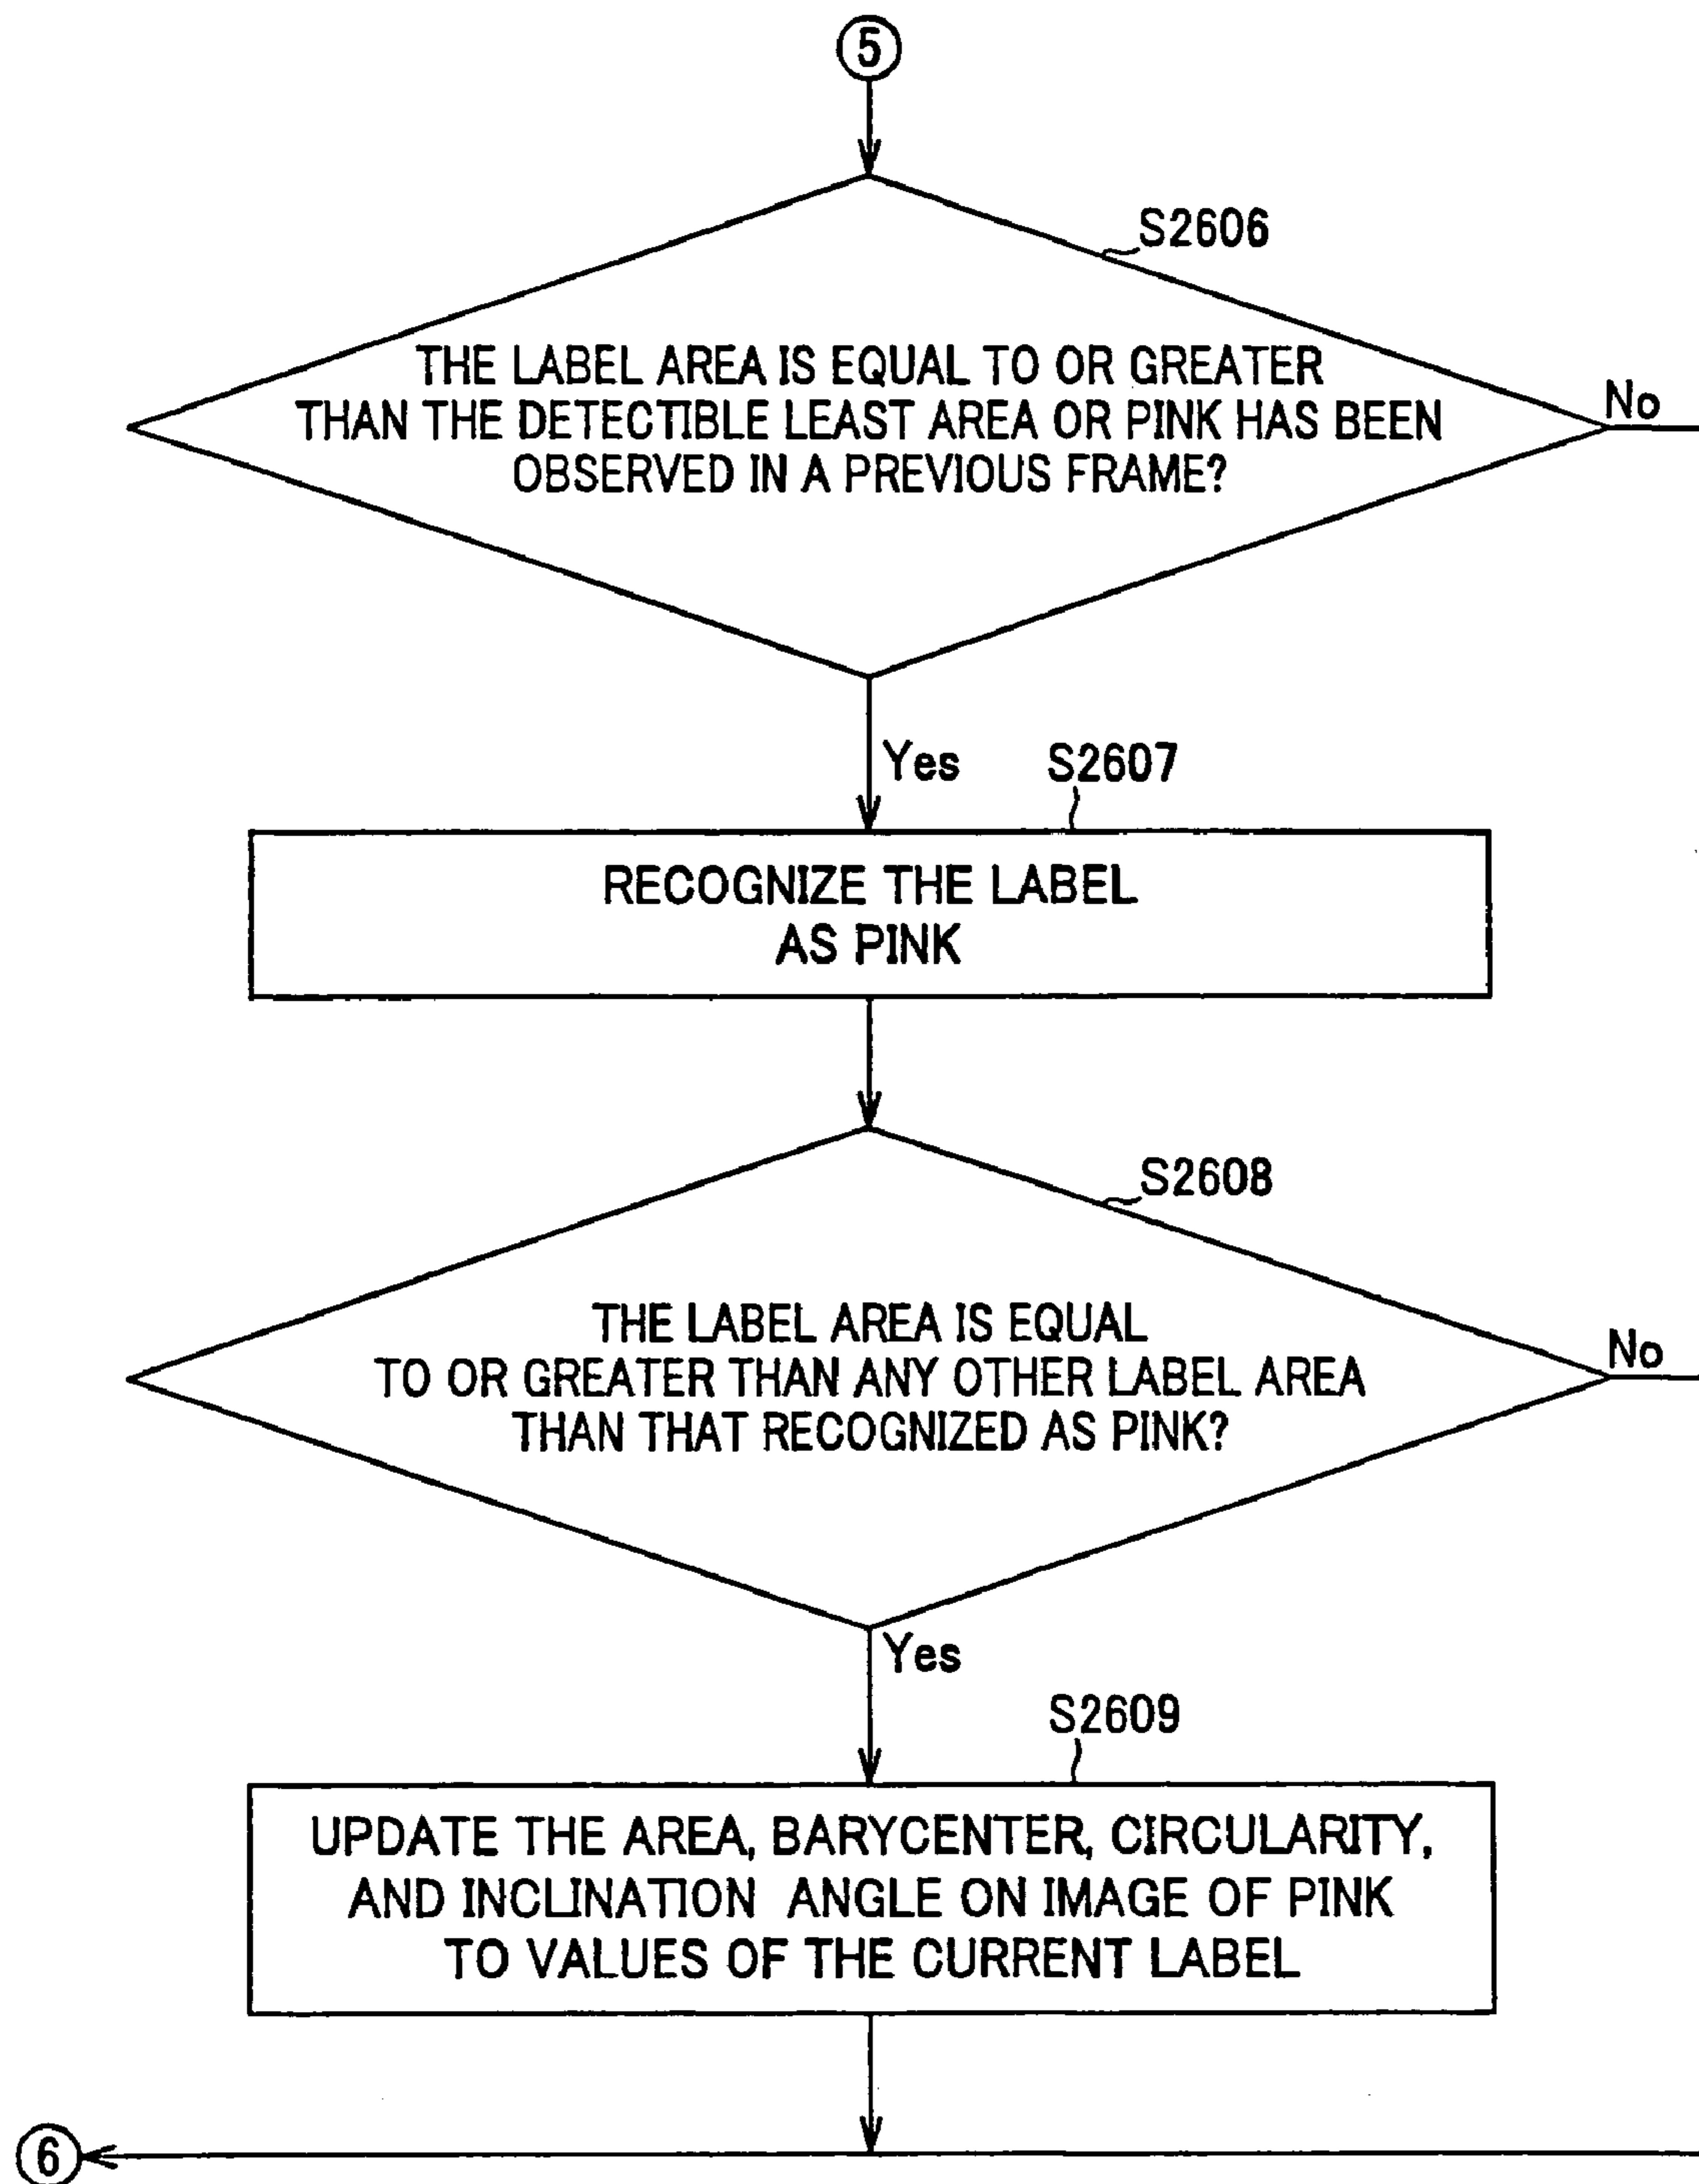 5
S2606
THE LABEL AREA IS EQUAL TO OR GREATER
THAN THE DETECTIBLE LEAST AREA OR PINK HAS BEEN
OBSERVED IN A PREVIOUS FRAME?
No
Yes
S2607
RECOGNIZE THE LABEL
AS PINK
S2608
THE LABEL AREA IS EQUAL
TO OR GREATER THAN ANY OTHER LABEL AREA
THAN THAT RECOGNIZED AS PINK?
No
Yes
S2609
UPDATE THE AREA, BARYCENTER, CIRCULARITY,
AND INCLINATION ANGLE ON IMAGE OF PINK
TO VALUES OF THE CURRENT LABEL
6